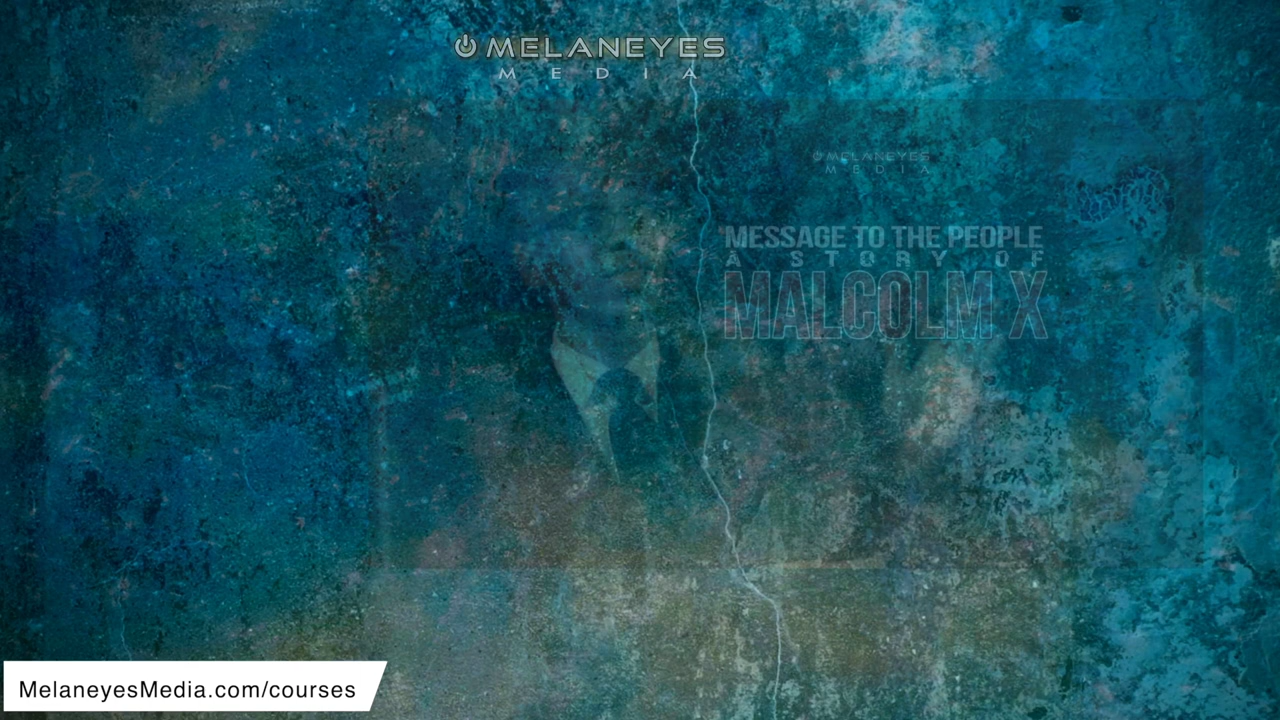 MELANEYES
MEDIA
MELANEYES
MEDIA
MESSAGE TO THE PEOPLE
A STORY OF
MALCOLM X
MelaneyesMedia.com/courses